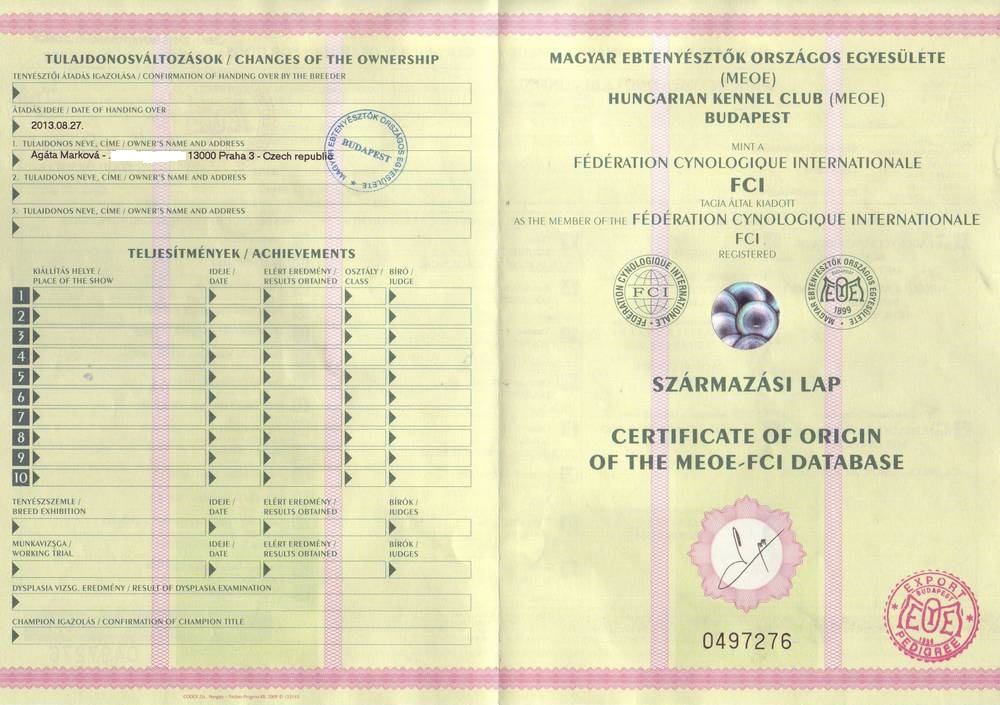 TULAJDONOSVÁLTOZÁSOK / CHANGES OF THE OWNERSHIP
TENYÉSZTŐI ÁTADÁS IGAZOLÁSA / CONFIRMATION OF HANDING OVER BY THE BREEDER
ÁTADÁS IDEJE / DATE OF HANDING OVER
2013.08.27.
1. TULAJDONOS NEVE, CÍME / OWNER'S NAME AND ADDRESS
Agáta Marková - . 13000 Praha 3 - Czech republic
2. TULAJDONOS NEVE, CÍME / OWNER'S NAME AND ADDRESS
3. TULAJDONOS NEVE, CÍME / OWNER'S NAME AND ADDRESS
MAGYAR EBTENYÉSZTŐK ORSZÁGOS EGYESÜLETE
BUDAPEST
TELJESÍTMÉNYEK / ACHIEVEMENTS
KIÁLLÍTÁS HELYE / PLACE OF THE SHOW
IDEJE / DATE
ELÉRT EREDMÉNY / RESULTS OBTAINED
OSZTÁLY / CLASS
BÍRÓ / JUDGE
1
2
3
4
5
6
7
8
9
10
TENYÉSZSZEMLE / BREED EXHIBITION
IDEJE / DATE
ELÉRT EREDMÉNY / RESULTS OBTAINED
BÍRÓK / JUDGES
MUNKAVIZSGA / WORKING TRIAL
IDEJE / DATE
ELÉRT EREDMÉNY / RESULTS OBTAINED
BÍRÓK / JUDGES
DYSPLASIA VIZSG. EREDMÉNY / RESULT OF DYSPLASIA EXAMINATION
CHAMPION IGAZOLÁS / CONFIRMATION OF CHAMPION TITLE
MAGYAR EBTENYÉSZTŐK ORSZÁGOS EGYESÜLETE
(MEOE)
HUNGARIAN KENNEL CLUB (MEOE)
BUDAPEST
MINT A
FÉDÉRATION CYNOLOGIQUE INTERNATIONALE
FCI
TAGJA ÁLTAL KIADOTT
AS THE MEMBER OF THE FÉDÉRATION CYNOLOGIQUE INTERNATIONALE
FCI
REGISTERED
FÉDÉRATION CYNOLOGIQUE INTERNATIONALE
FCI
MAGYAR EBTENYÉSZTŐK ORSZÁGOS EGYESÜLETE
BUDAPEST
MEOE
1899
SZÁRMAZÁSI LAP
CERTIFICATE OF ORIGIN
OF THE MEOE-FCI DATABASE
0497276
EXPORT
BUDAPEST
MEOE
1899
PEDIGREE